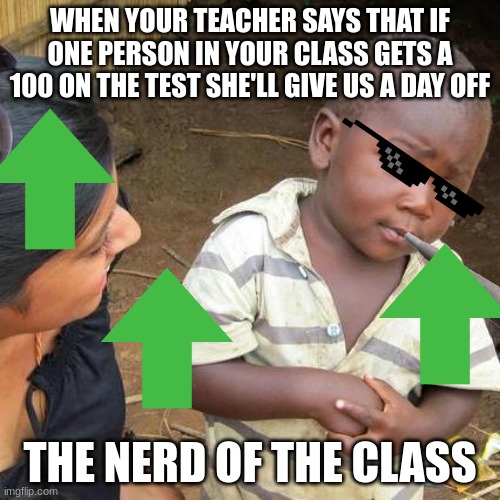 WHEN YOUR TEACHER SAYS THAT IF
ONE PERSON IN YOUR CLASS GETS A
100 ON THE TEST SHE'LL GIVE US A DAY OFF
THE NERD OF THE CLASS
imgflip.com